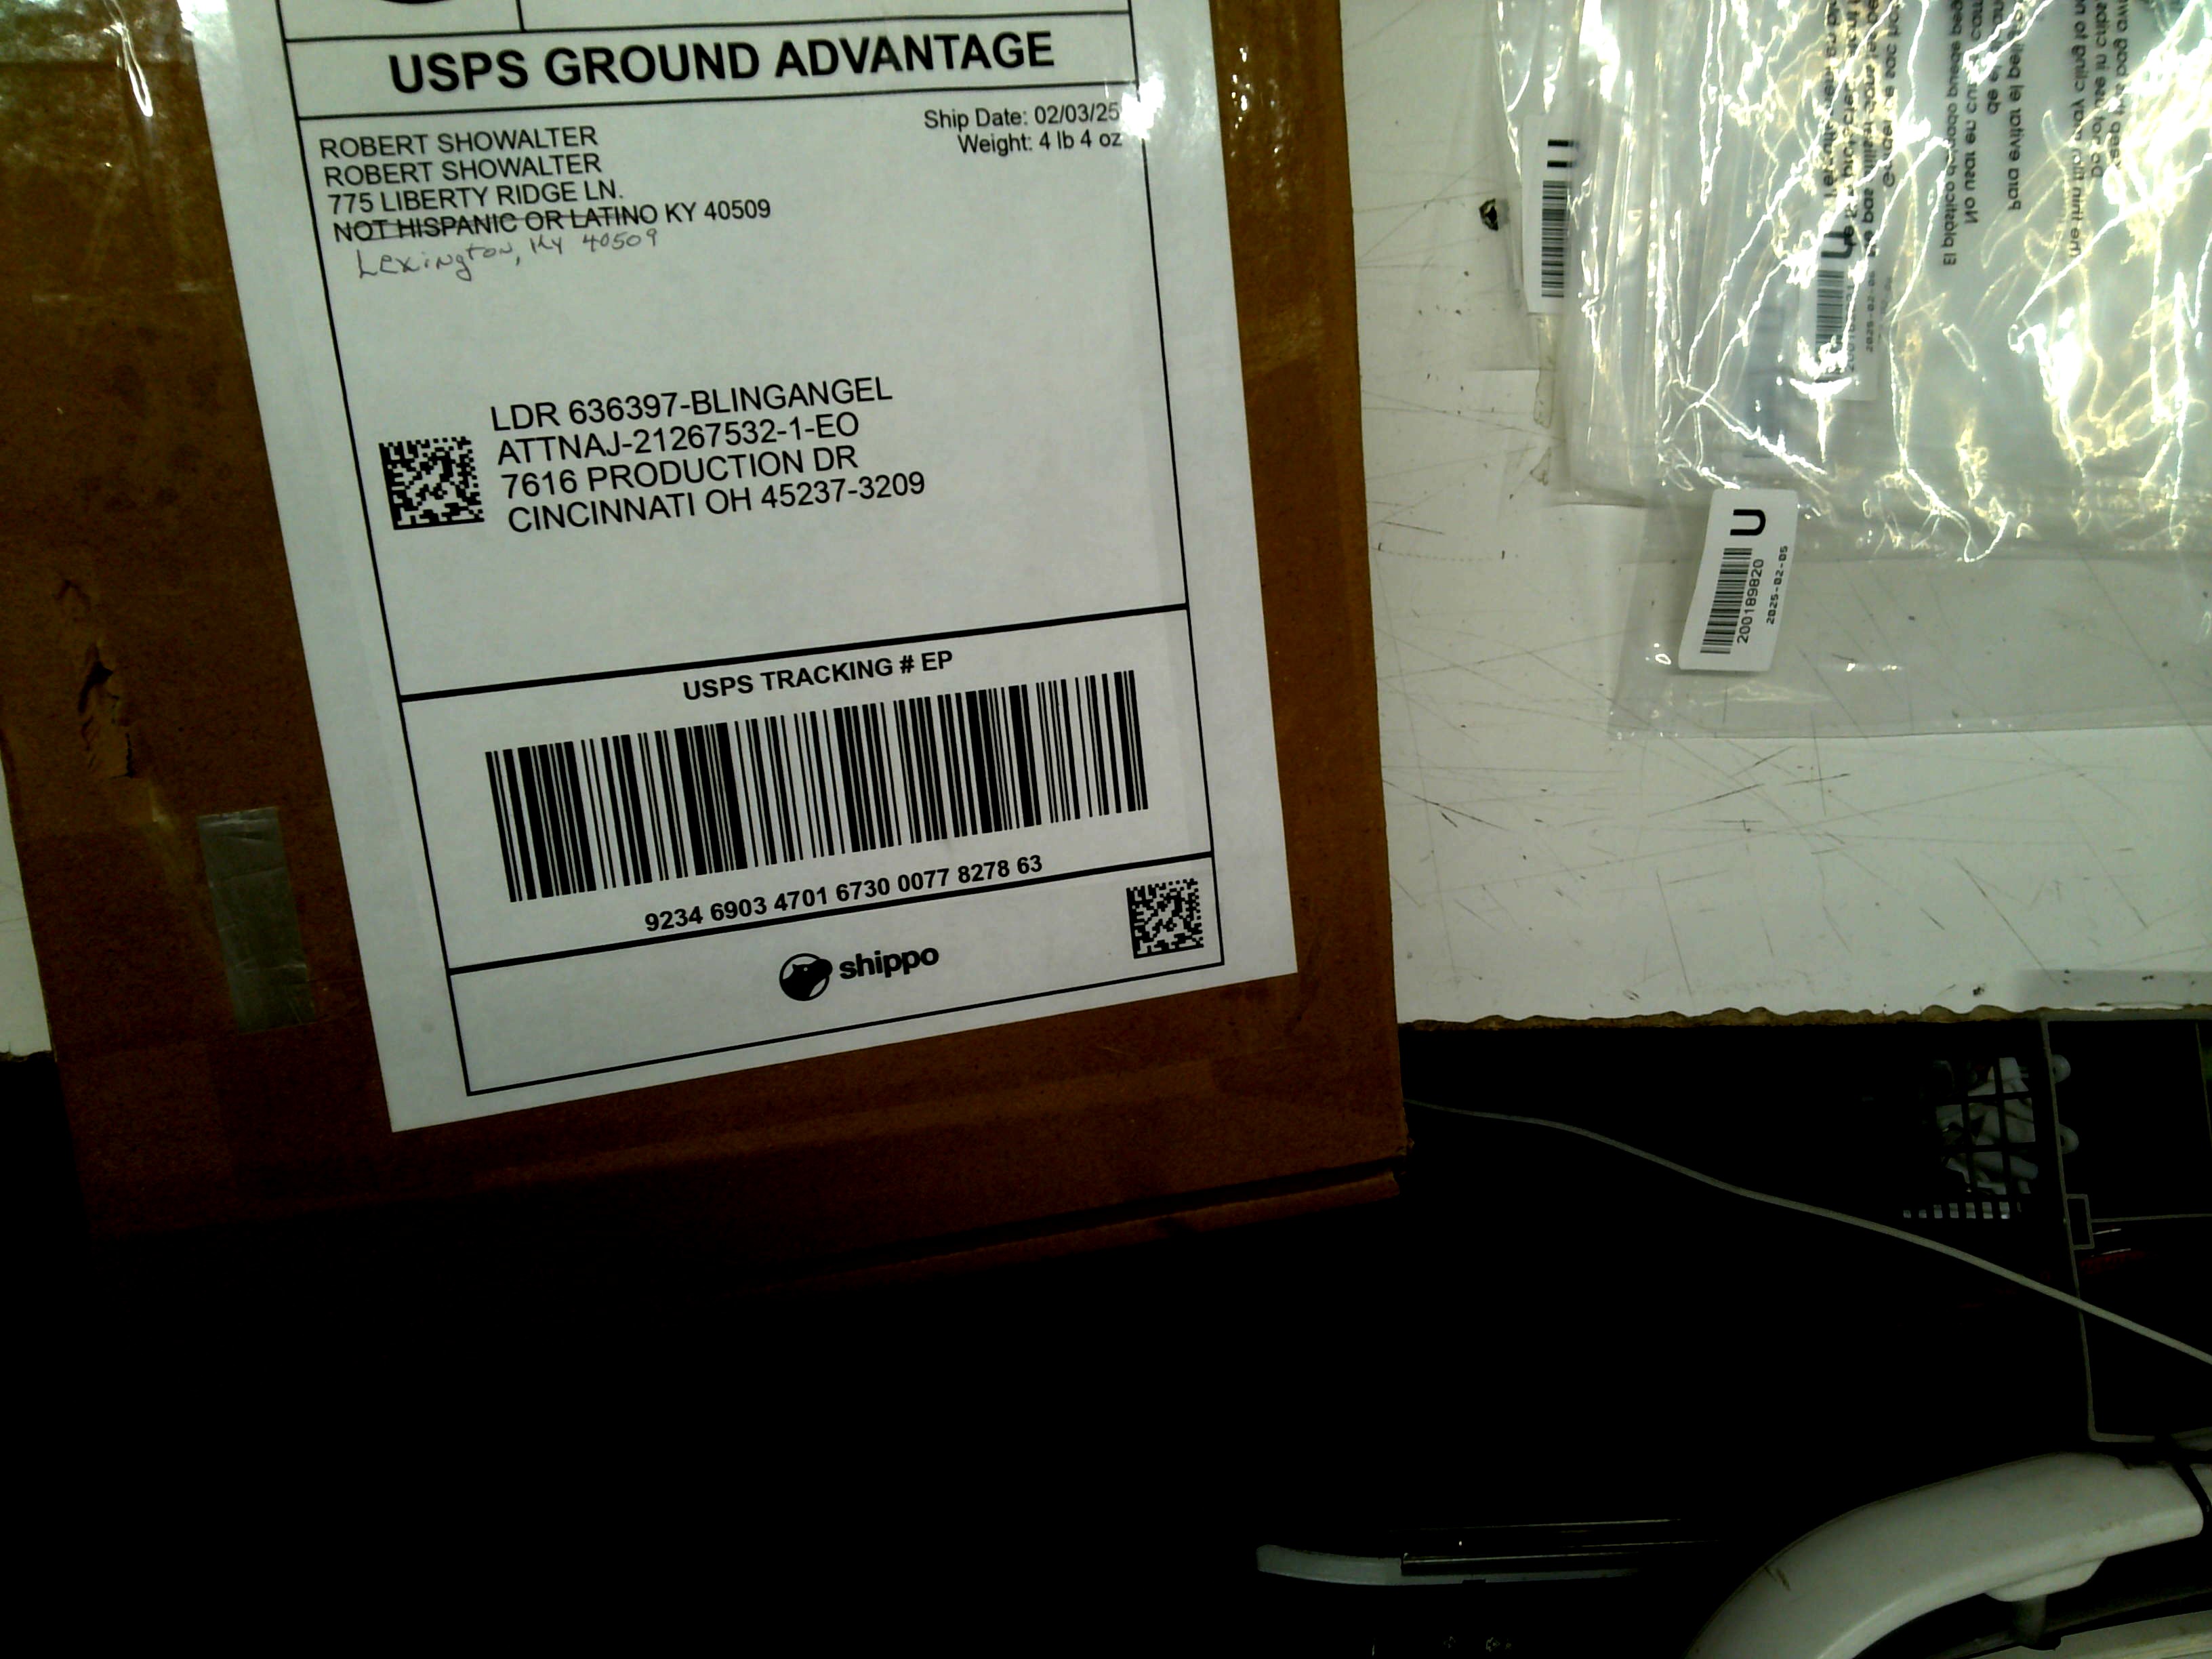 USPS GROUND ADVANTAGE
ROBERT SHOWALTER
ROBERT SHOWALTER
775 LIBERTY RIDGE LN.
NOT HISPANIC OR LATINO KY 40509
Lexington, Ky 40509
Ship Date: 02/03/25
Weight: 4 lb 4 oz
LDR 636397-BLINGANGEL
ATTNAJ-21267532-1-EO
7616 PRODUCTION DR
CINCINNATI OH 45237-3209
USPS TRACKING # EP
9234 6903 4701 6730 0077 8278 63
shippo
U
U
200189820
2025-02-05
U